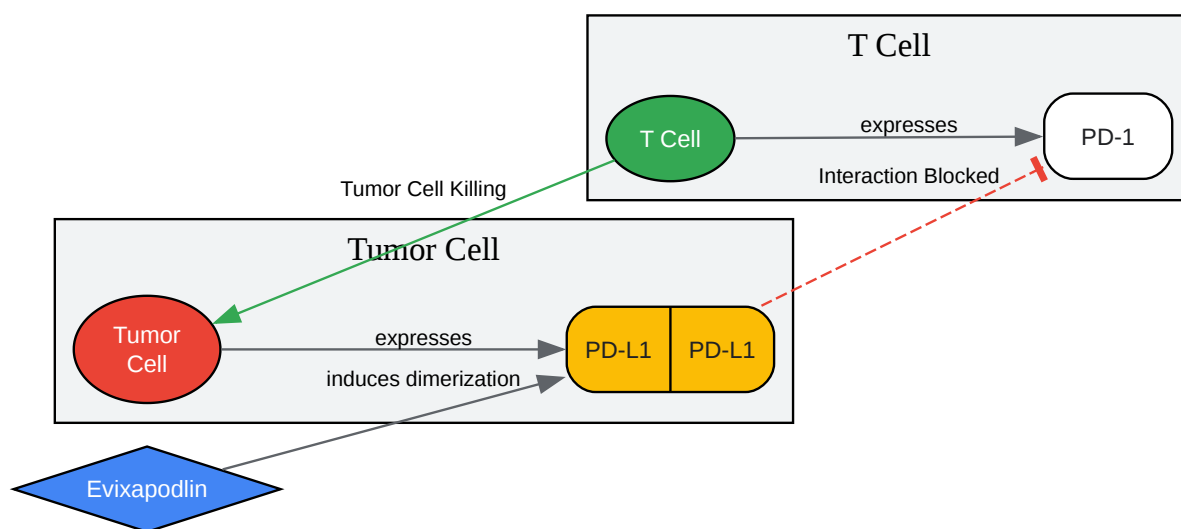 T Cell
T Cell
expresses
PD-1
Interaction Blocked
Tumor Cell Killing
Tumor Cell
Tumor
Cell
expresses
PD-L1
PD-L1
induces dimerization
Evixapodlin